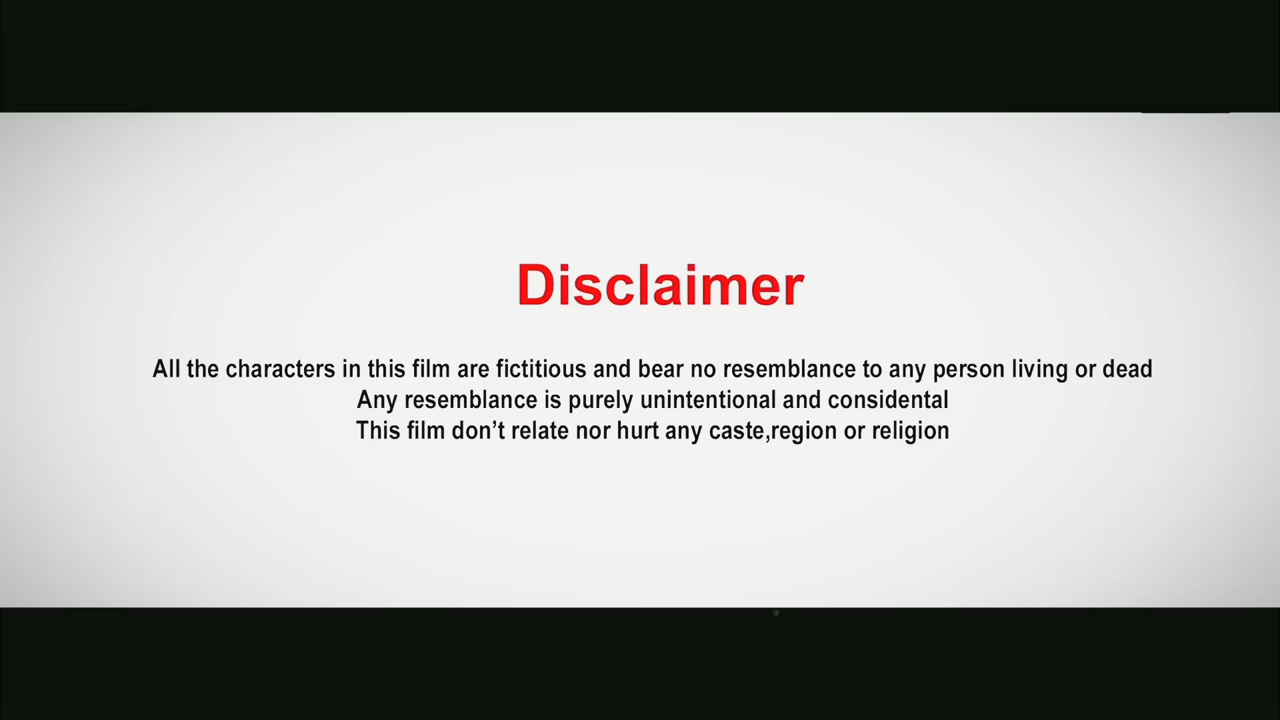 Disclaimer
All the characters in this film are fictitious and bear no resemblance to any person living or dead
Any resemblance is purely unintentional and considental
This film don’t relate nor hurt any caste,region or religion